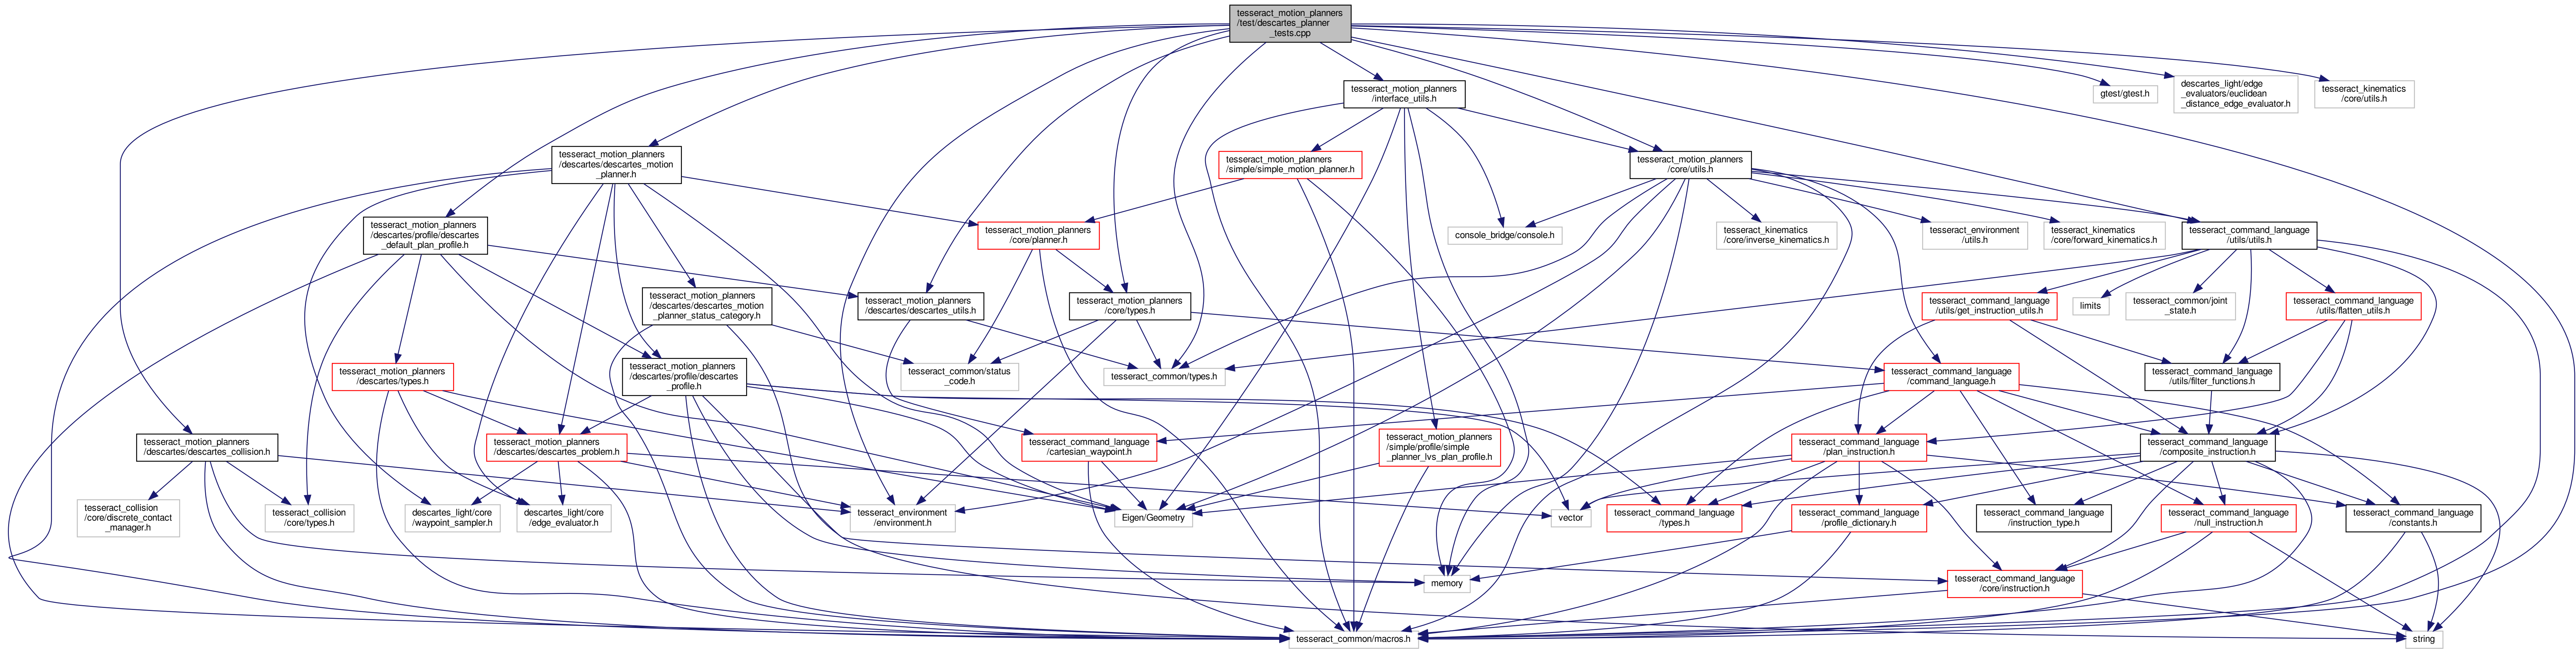 tesseract_motion_planners
/test/descartes_planner
_tests.cpp
tesseract_motion_planners
/interface_utils.h
gtest/gtest.h
descartes_light/edge
_evaluators/euclidean
_distance_edge_evaluator.h
tesseract_kinematics
/core/utils.h
tesseract_motion_planners
/descartes/descartes_motion
_planner.h
tesseract_motion_planners
/simple/simple_motion_planner.h
tesseract_motion_planners
/core/utils.h
tesseract_motion_planners
/descartes/profile/descartes
_default_plan_profile.h
tesseract_motion_planners
/core/planner.h
console_bridge/console.h
tesseract_kinematics
/core/inverse_kinematics.h
tesseract_environment
/utils.h
tesseract_kinematics
/core/forward_kinematics.h
tesseract_command_language
/utils/utils.h
tesseract_motion_planners
/descartes/descartes_motion
_planner_status_category.h
tesseract_motion_planners
/descartes/descartes_utils.h
tesseract_motion_planners
/core/types.h
tesseract_command_language
/utils/get_instruction_utils.h
limits
tesseract_common/joint
_state.h
tesseract_command_language
/utils/flatten_utils.h
tesseract_motion_planners
/descartes/types.h
tesseract_motion_planners
/descartes/profile/descartes
_profile.h
tesseract_common/status
_code.h
tesseract_common/types.h
tesseract_command_language
/command_language.h
tesseract_command_language
/utils/filter_functions.h
tesseract_motion_planners
/descartes/descartes_collision.h
tesseract_motion_planners
/descartes/descartes_problem.h
tesseract_command_language
/cartesian_waypoint.h
tesseract_motion_planners
/simple/profile/simple
_planner_lvs_plan_profile.h
tesseract_command_language
/plan_instruction.h
tesseract_command_language
/composite_instruction.h
tesseract_collision
/core/discrete_contact
_manager.h
tesseract_collision
/core/types.h
descartes_light/core
/waypoint_sampler.h
descartes_light/core
/edge_evaluator.h
tesseract_environment
/environment.h
Eigen/Geometry
vector
tesseract_command_language
/types.h
tesseract_command_language
/profile_dictionary.h
tesseract_command_language
/instruction_type.h
tesseract_command_language
/null_instruction.h
tesseract_command_language
/constants.h
memory
tesseract_command_language
/core/instruction.h
tesseract_common/macros.h
string